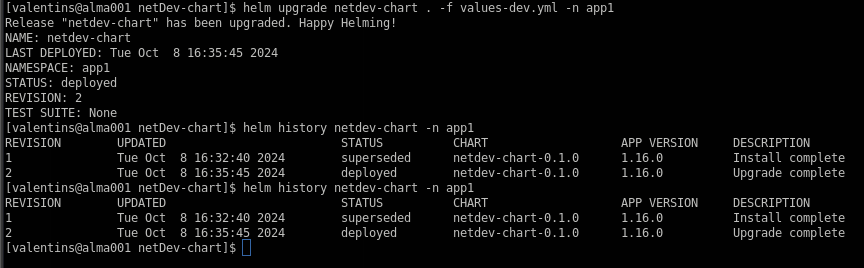 [valentins@alma001 netDev-chart]$ helm upgrade netdev-chart . -f values-dev.yml -n app1
Release "netdev-chart" has been upgraded. Happy Helming!
NAME: netdev-chart
LAST DEPLOYED: Tue Oct  8 16:35:45 2024
NAMESPACE: app1
STATUS: deployed
REVISION: 2
TEST SUITE: None
[valentins@alma001 netDev-chart]$ helm history netdev-chart -n app1
REVISION        UPDATED                         STATUS          CHART                   APP VERSION     DESCRIPTION
1               Tue Oct  8 16:32:40 2024        superseded      netdev-chart-0.1.0      1.16.0          Install complete
2               Tue Oct  8 16:35:45 2024        deployed        netdev-chart-0.1.0      1.16.0          Upgrade complete
[valentins@alma001 netDev-chart]$ helm history netdev-chart -n app1
REVISION        UPDATED                         STATUS          CHART                   APP VERSION     DESCRIPTION
1               Tue Oct  8 16:32:40 2024        superseded      netdev-chart-0.1.0      1.16.0          Install complete
2               Tue Oct  8 16:35:45 2024        deployed        netdev-chart-0.1.0      1.16.0          Upgrade complete
[valentins@alma001 netDev-chart]$